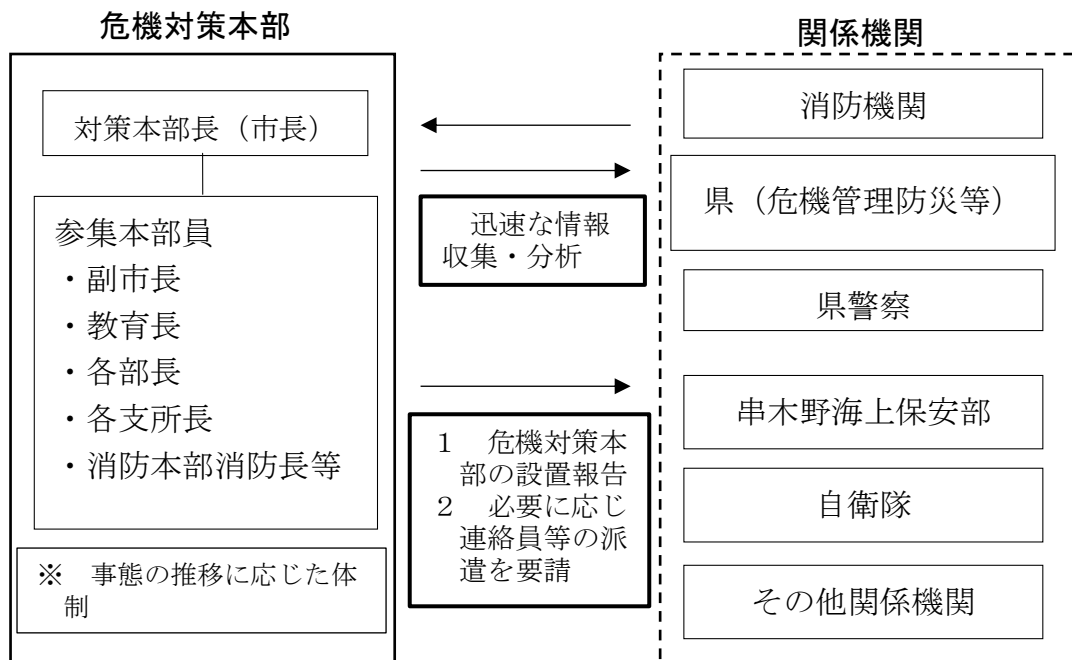 危機対策本部
対策本部長（市長）
参集本部員
・副市長
・教育長
・各部長
・各支所長
・消防本部消防長等
※　事態の推移に応じた体
制
迅速な情報
収集・分析
1　危機対策本
部の設置報告
2　必要に応じ
連絡員等の派
遣を要請
関係機関
消防機関
県（危機管理防災等）
県警察
串木野海上保安部
自衛隊
その他関係機関